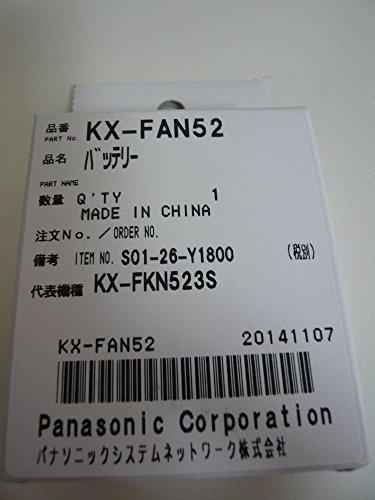 品番 KX-FAN52
PART No.
品名 ﾊﾞｯﾃﾘｰ
PART NAME
数量 Q'TY 1
MADE IN CHINA
注文No./ORDER NO.
備考 ITEM NO. S01-26-Y1800 (税別)
代表機種 KX-FKN523S
KX-FAN52 20141107
Panasonic Corporation
パナソニックシステムネットワーク株式会社